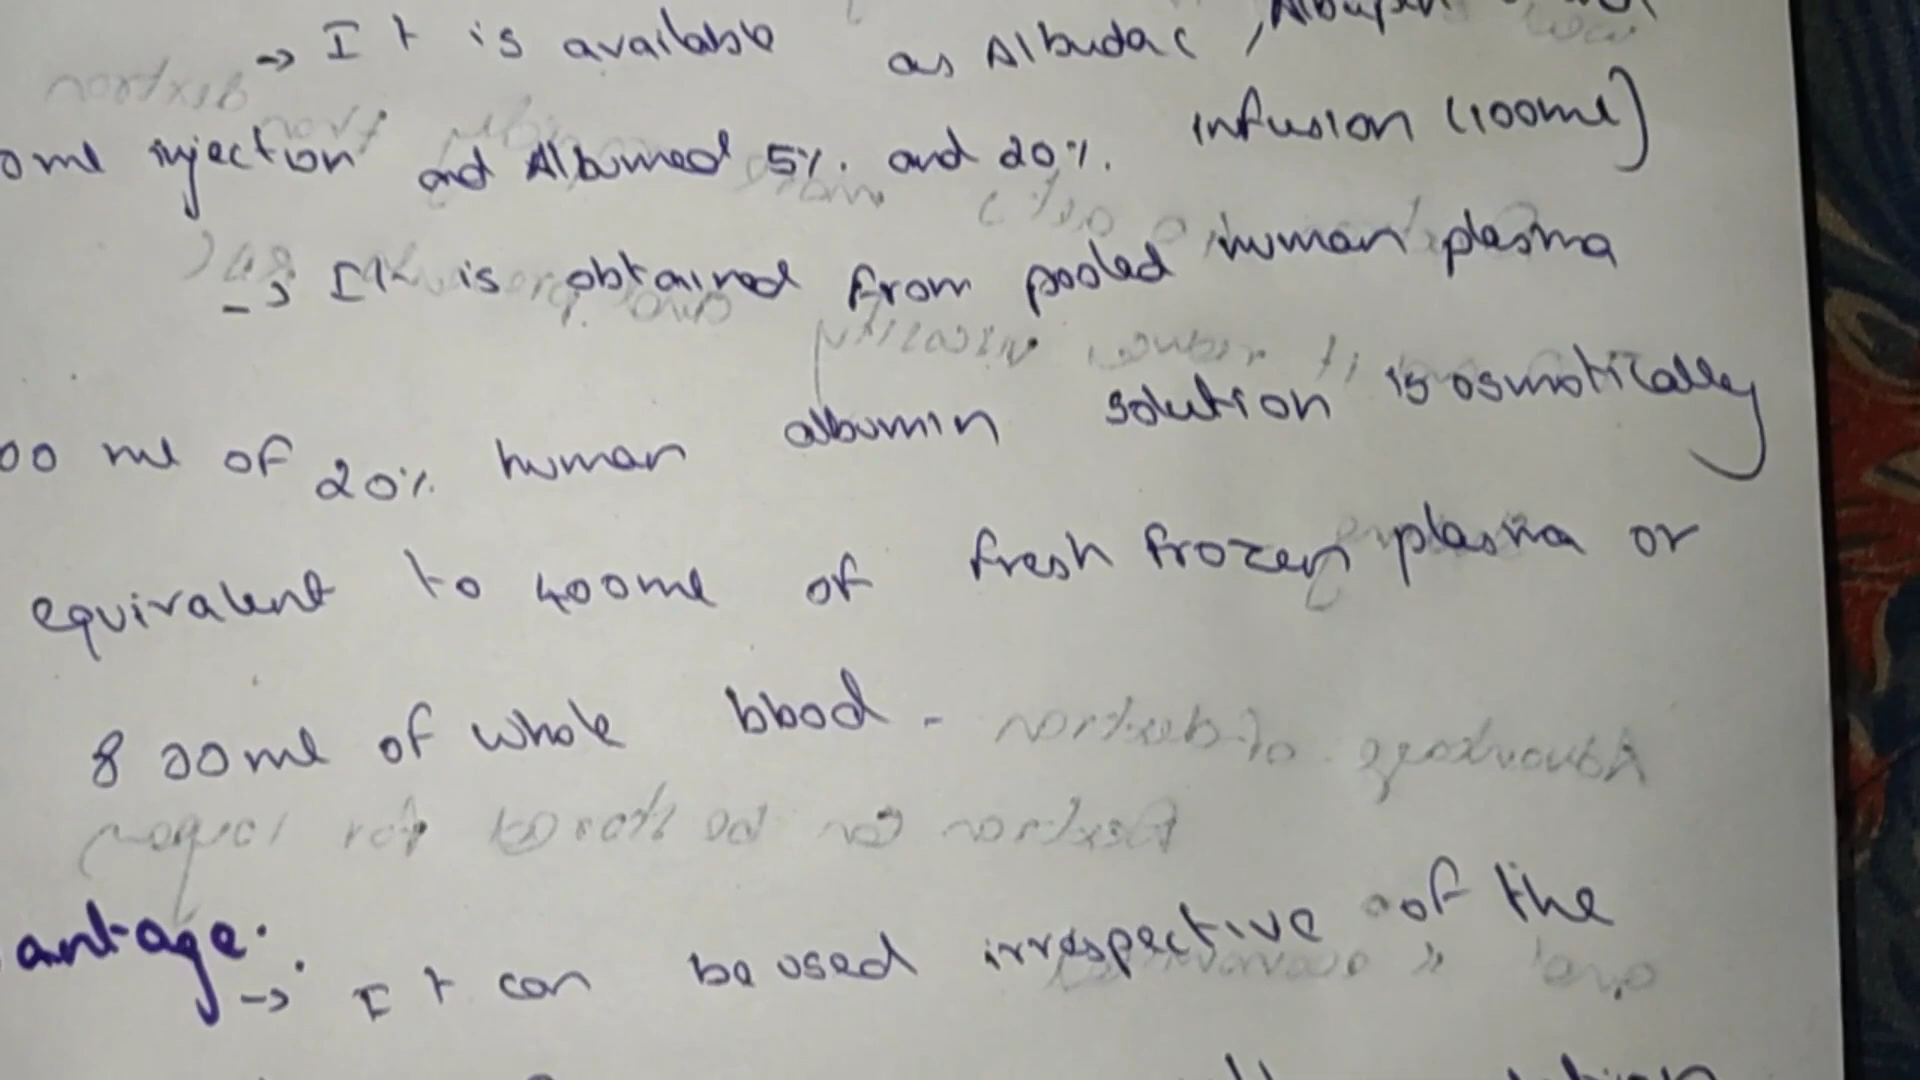 → It is available as Albudac,
ml injection and Albumed 5% and 20% infusion (100ml)
→ It is obtained from pooled human plasma
00 ml of 20% human albumin solution is osmotically
equivalent to 400ml of fresh frozen plasma or
800ml of whole blood.
antage:
→ It can be used irrespective of the